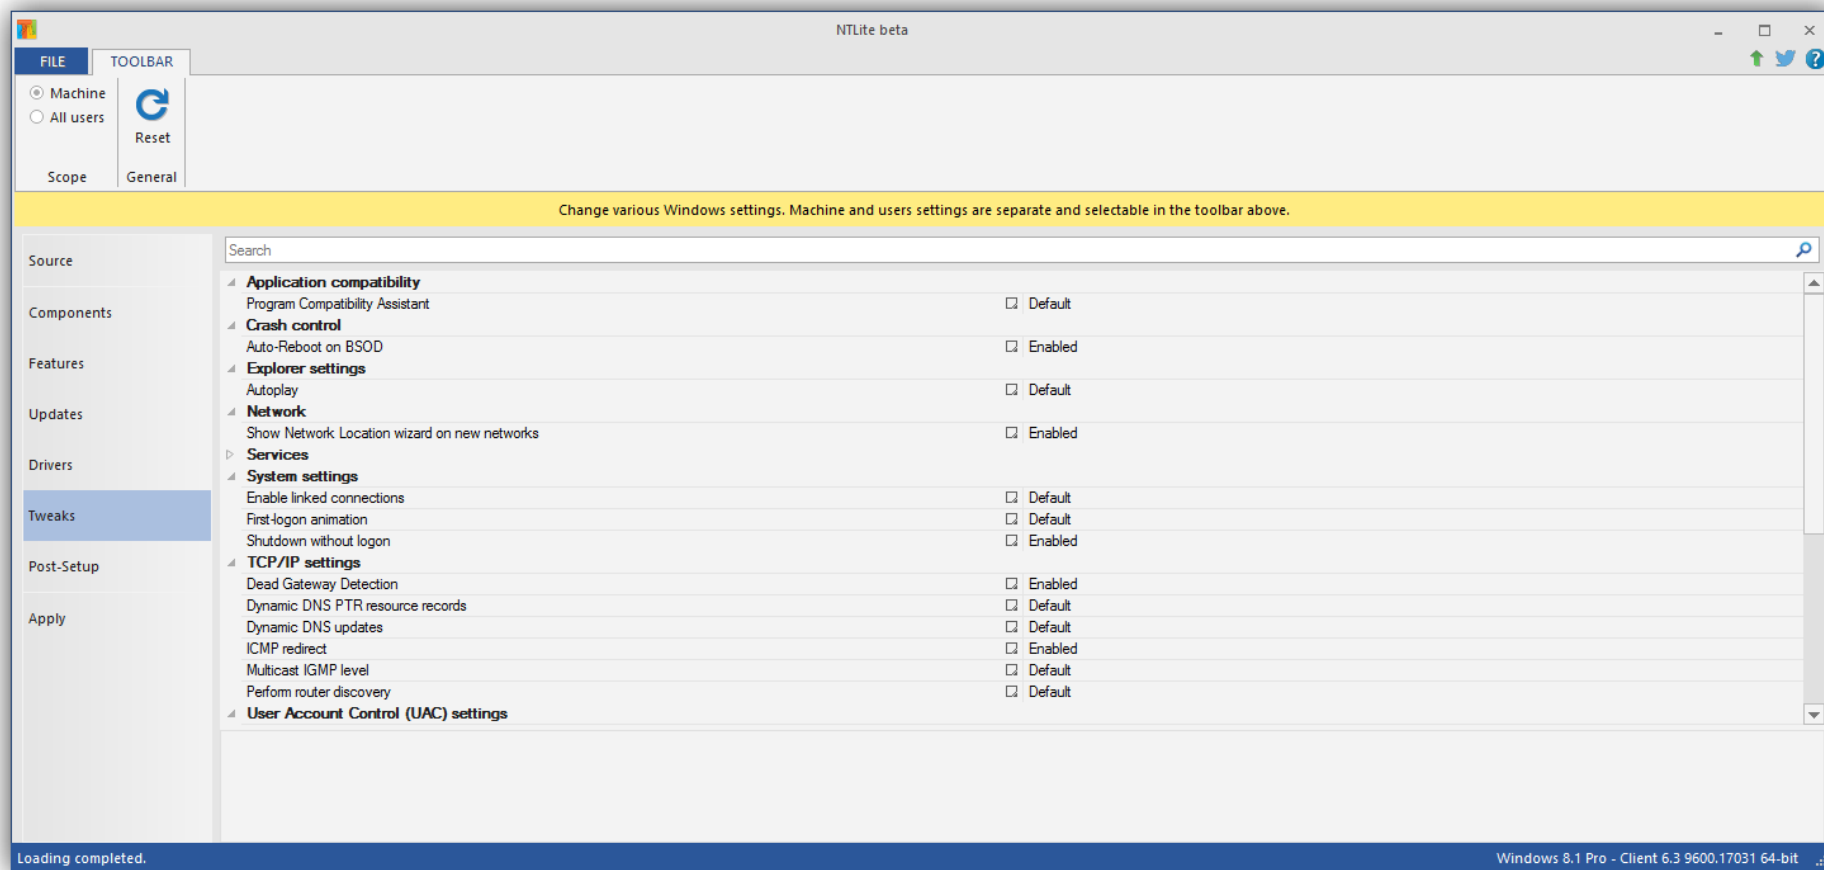 NTLite beta
FILE TOOLBAR
Machine
All users
Reset
Scope General
Change various Windows settings. Machine and users settings are separate and selectable in the toolbar above.
Source
Components
Features
Updates
Drivers
Tweaks
Post-Setup
Apply
Search
Application compatibility
Program Compatibility Assistant Default
Crash control
Auto-Reboot on BSOD Enabled
Explorer settings
Autoplay Default
Network
Show Network Location wizard on new networks Enabled
Services
System settings
Enable linked connections Default
First-logon animation Default
Shutdown without logon Enabled
TCP/IP settings
Dead Gateway Detection Enabled
Dynamic DNS PTR resource records Default
Dynamic DNS updates Default
ICMP redirect Enabled
Multicast IGMP level Default
Perform router discovery Default
User Account Control (UAC) settings
Loading completed. Windows 8.1 Pro - Client 6.3 9600.17031 64-bit